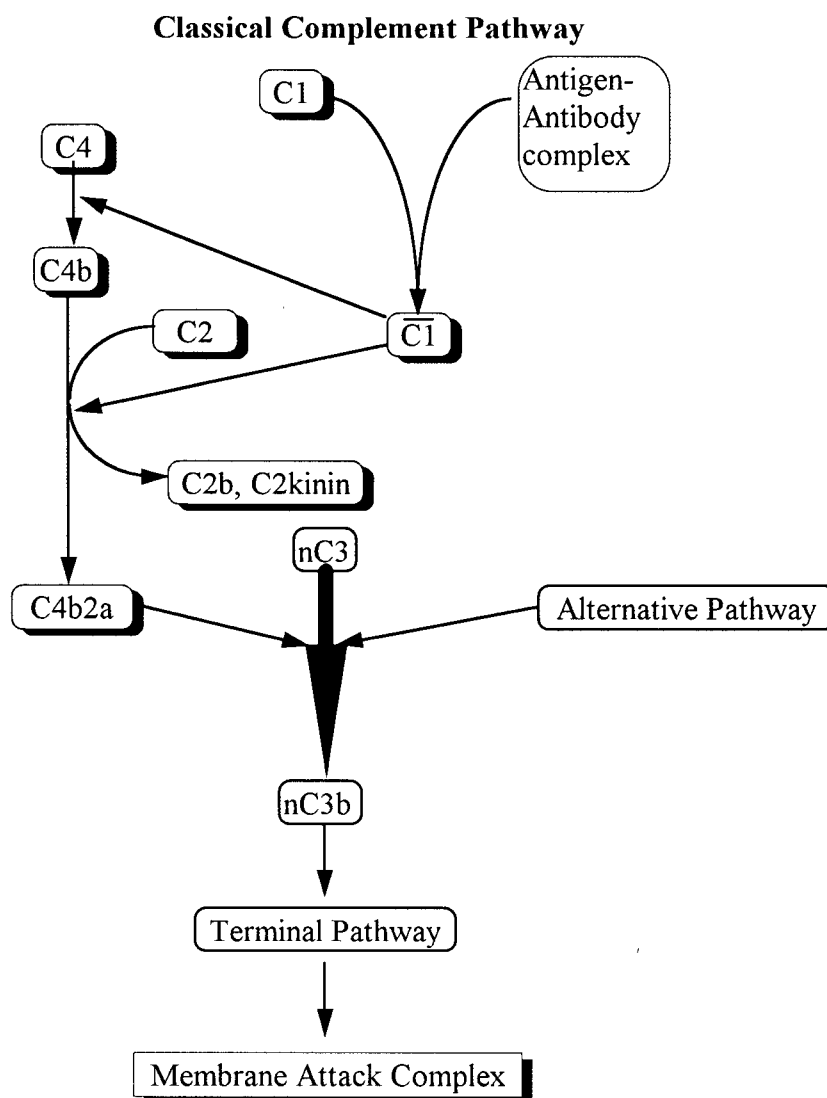 Classical Complement Pathway
C1
Antigen-
Antibody
complex
C4
C4b
C2
C̅1̅
C2b, C2kinin
nC3
C4b2a
Alternative Pathway
nC3b
Terminal Pathway
Membrane Attack Complex